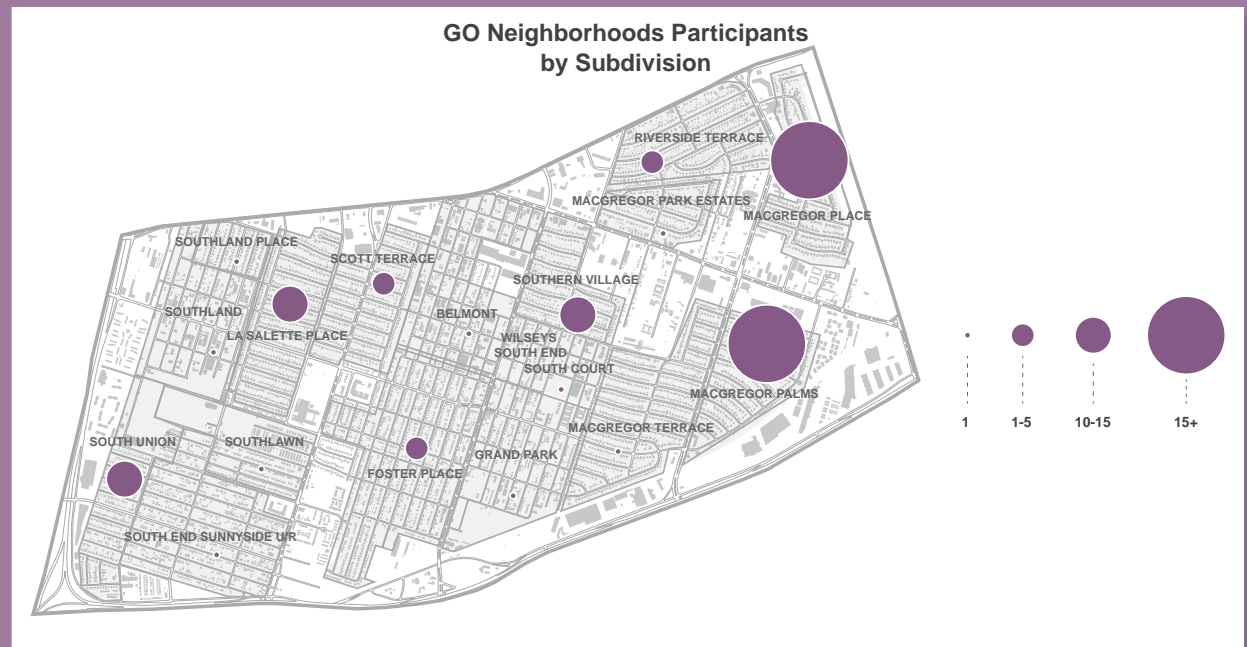 GO Neighborhoods Participants
by Subdivision
RIVERSIDE TERRACE
MACGREGOR PARK ESTATES
MACGREGOR PLACE
SOUTHLAND PLACE
SCOTT TERRACE
SOUTHERN VILLAGE
SOUTHLAND
BELMONT
LA SALETTE PLACE
WILSEYS
SOUTH END
SOUTH COURT
MACGREGOR PALMS
MACGREGOR TERRACE
SOUTH UNION
SOUTHLAWN
GRAND PARK
FOSTER PLACE
SOUTH END SUNNYSIDE U/R
1
1-5
10-15
15+